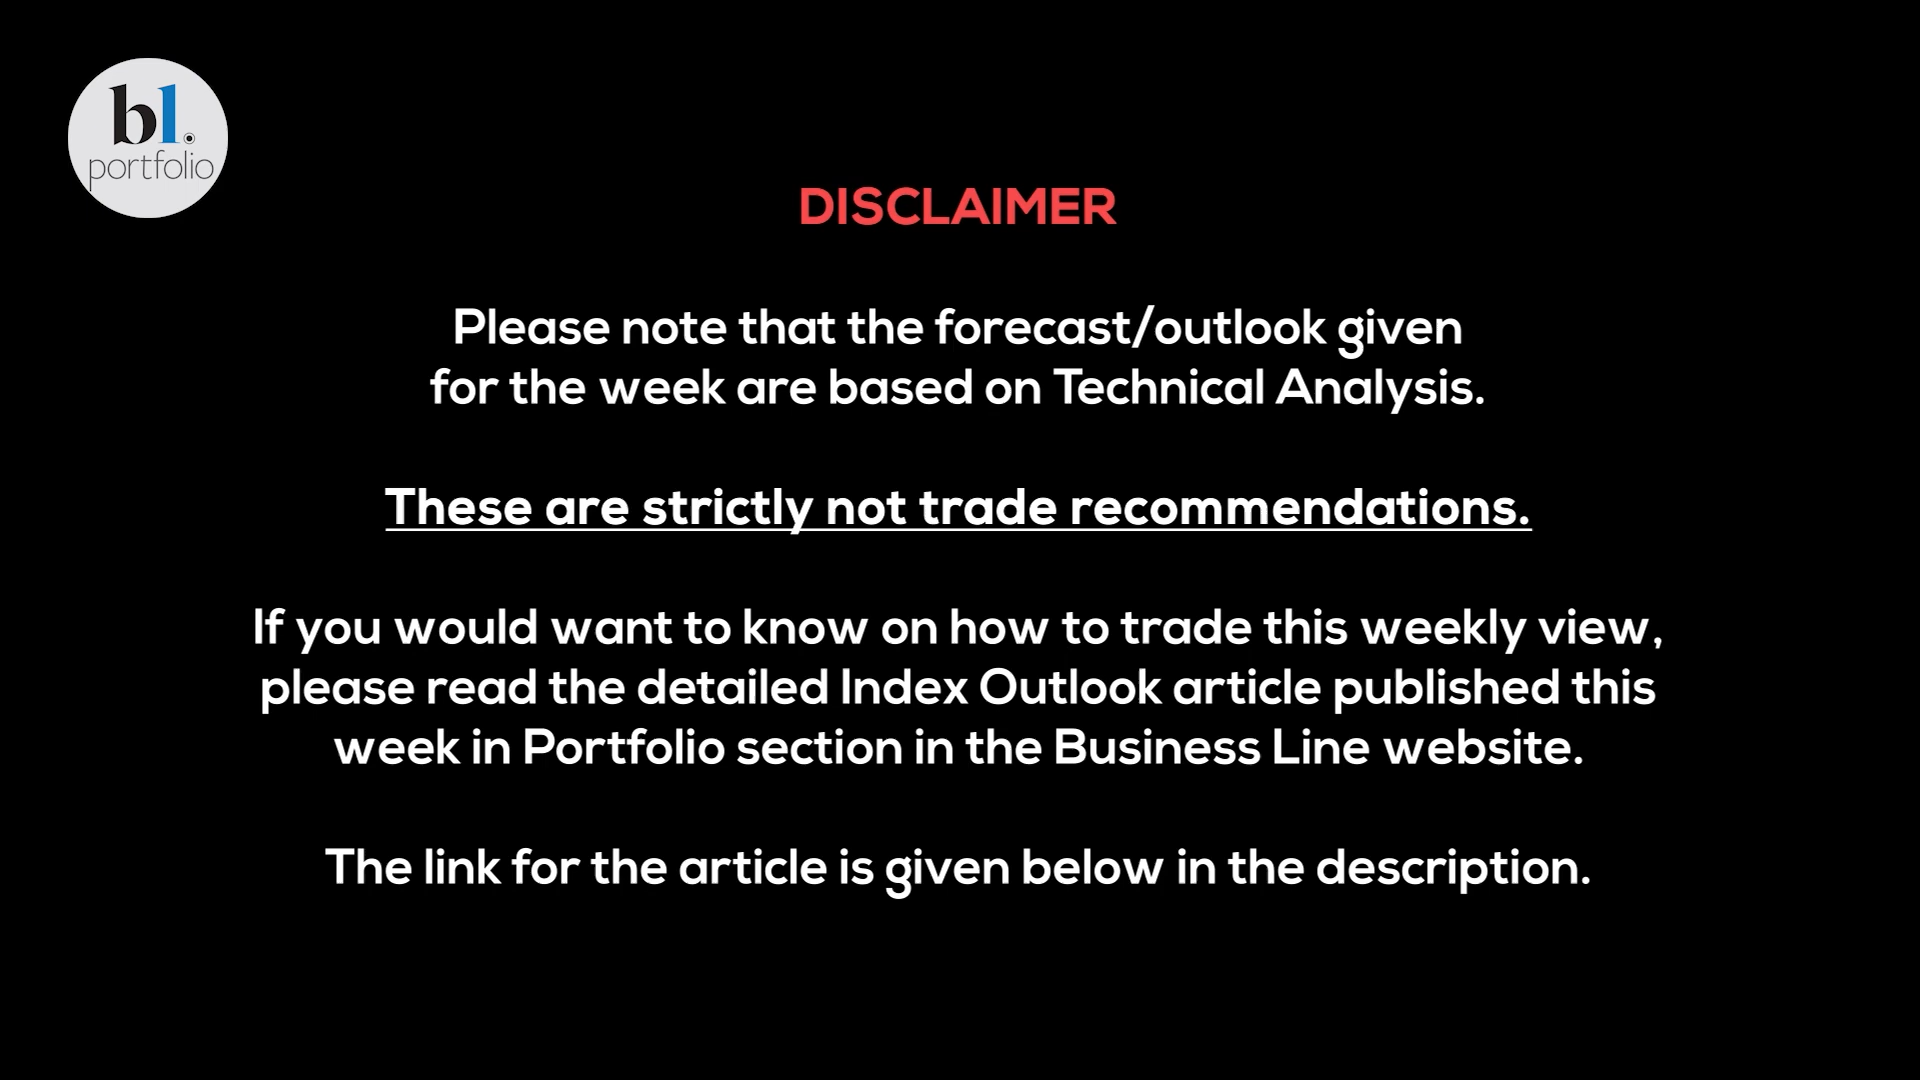 bl.
portfolio
DISCLAIMER
Please note that the forecast/outlook given
for the week are based on Technical Analysis.
These are strictly not trade recommendations.
If you would want to know on how to trade this weekly view,
please read the detailed Index Outlook article published this
week in Portfolio section in the Business Line website.
The link for the article is given below in the description.